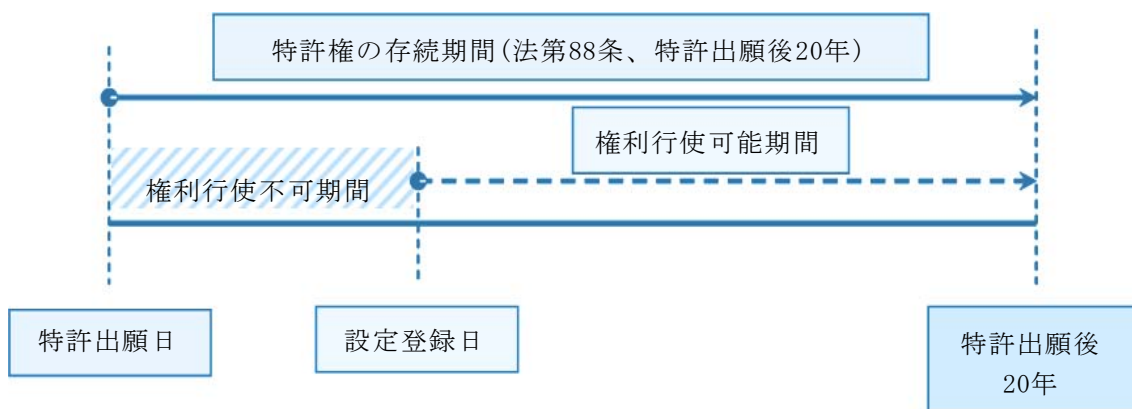 特許権の存続期間(法第88条、特許出願後20年)
権利行使可能期間
権利行使不可期間
特許出願日
設定登録日
特許出願後
20年